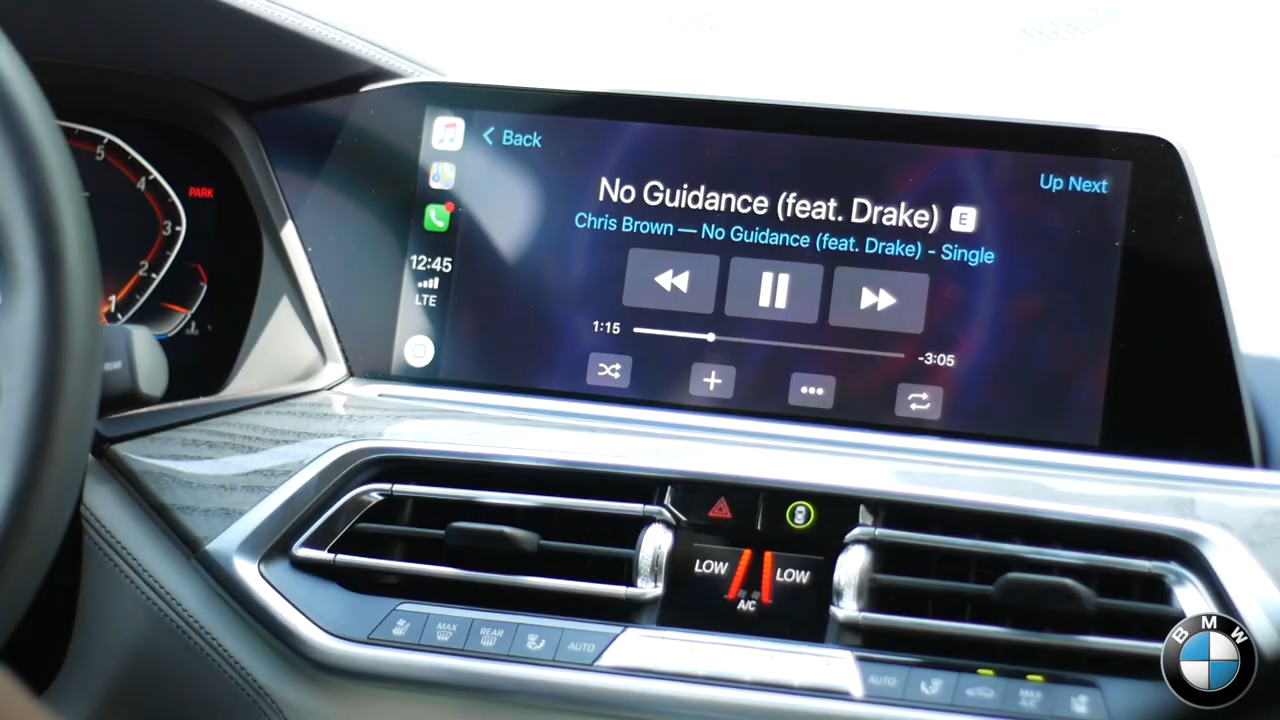 Back
Up Next
No Guidance (feat. Drake) E
Chris Brown — No Guidance (feat. Drake) - Single
12:45
LTE
1:15
-3:05
5
4
3
2
1
PARK
REAR
LOW
LOW
A/C
MAX
REAR
AUTO
AUTO
MAX
A/C
BMW